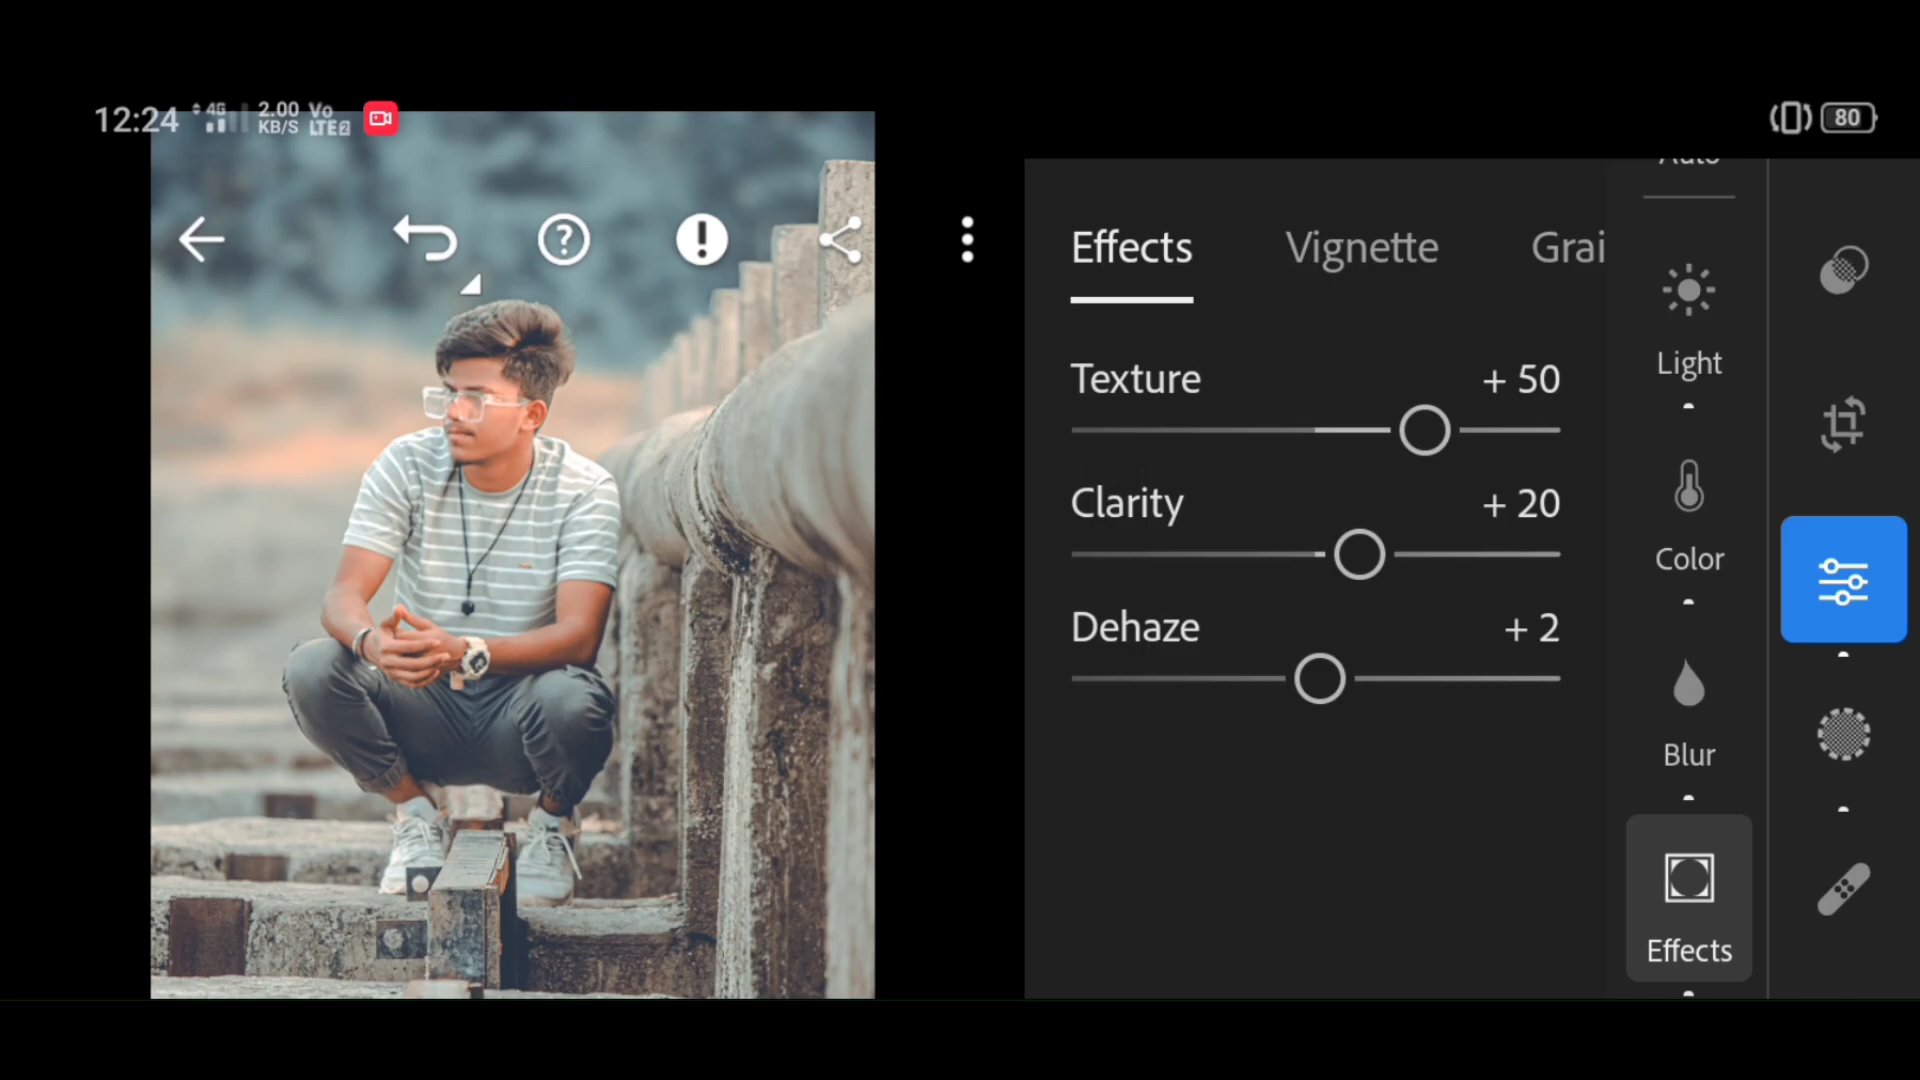 12:24 4G 2.00 KB/S Vo LTE2
80
Auto
Effects Vignette Grai
Texture + 50
Clarity + 20
Dehaze + 2
Light
Color
Blur
Effects